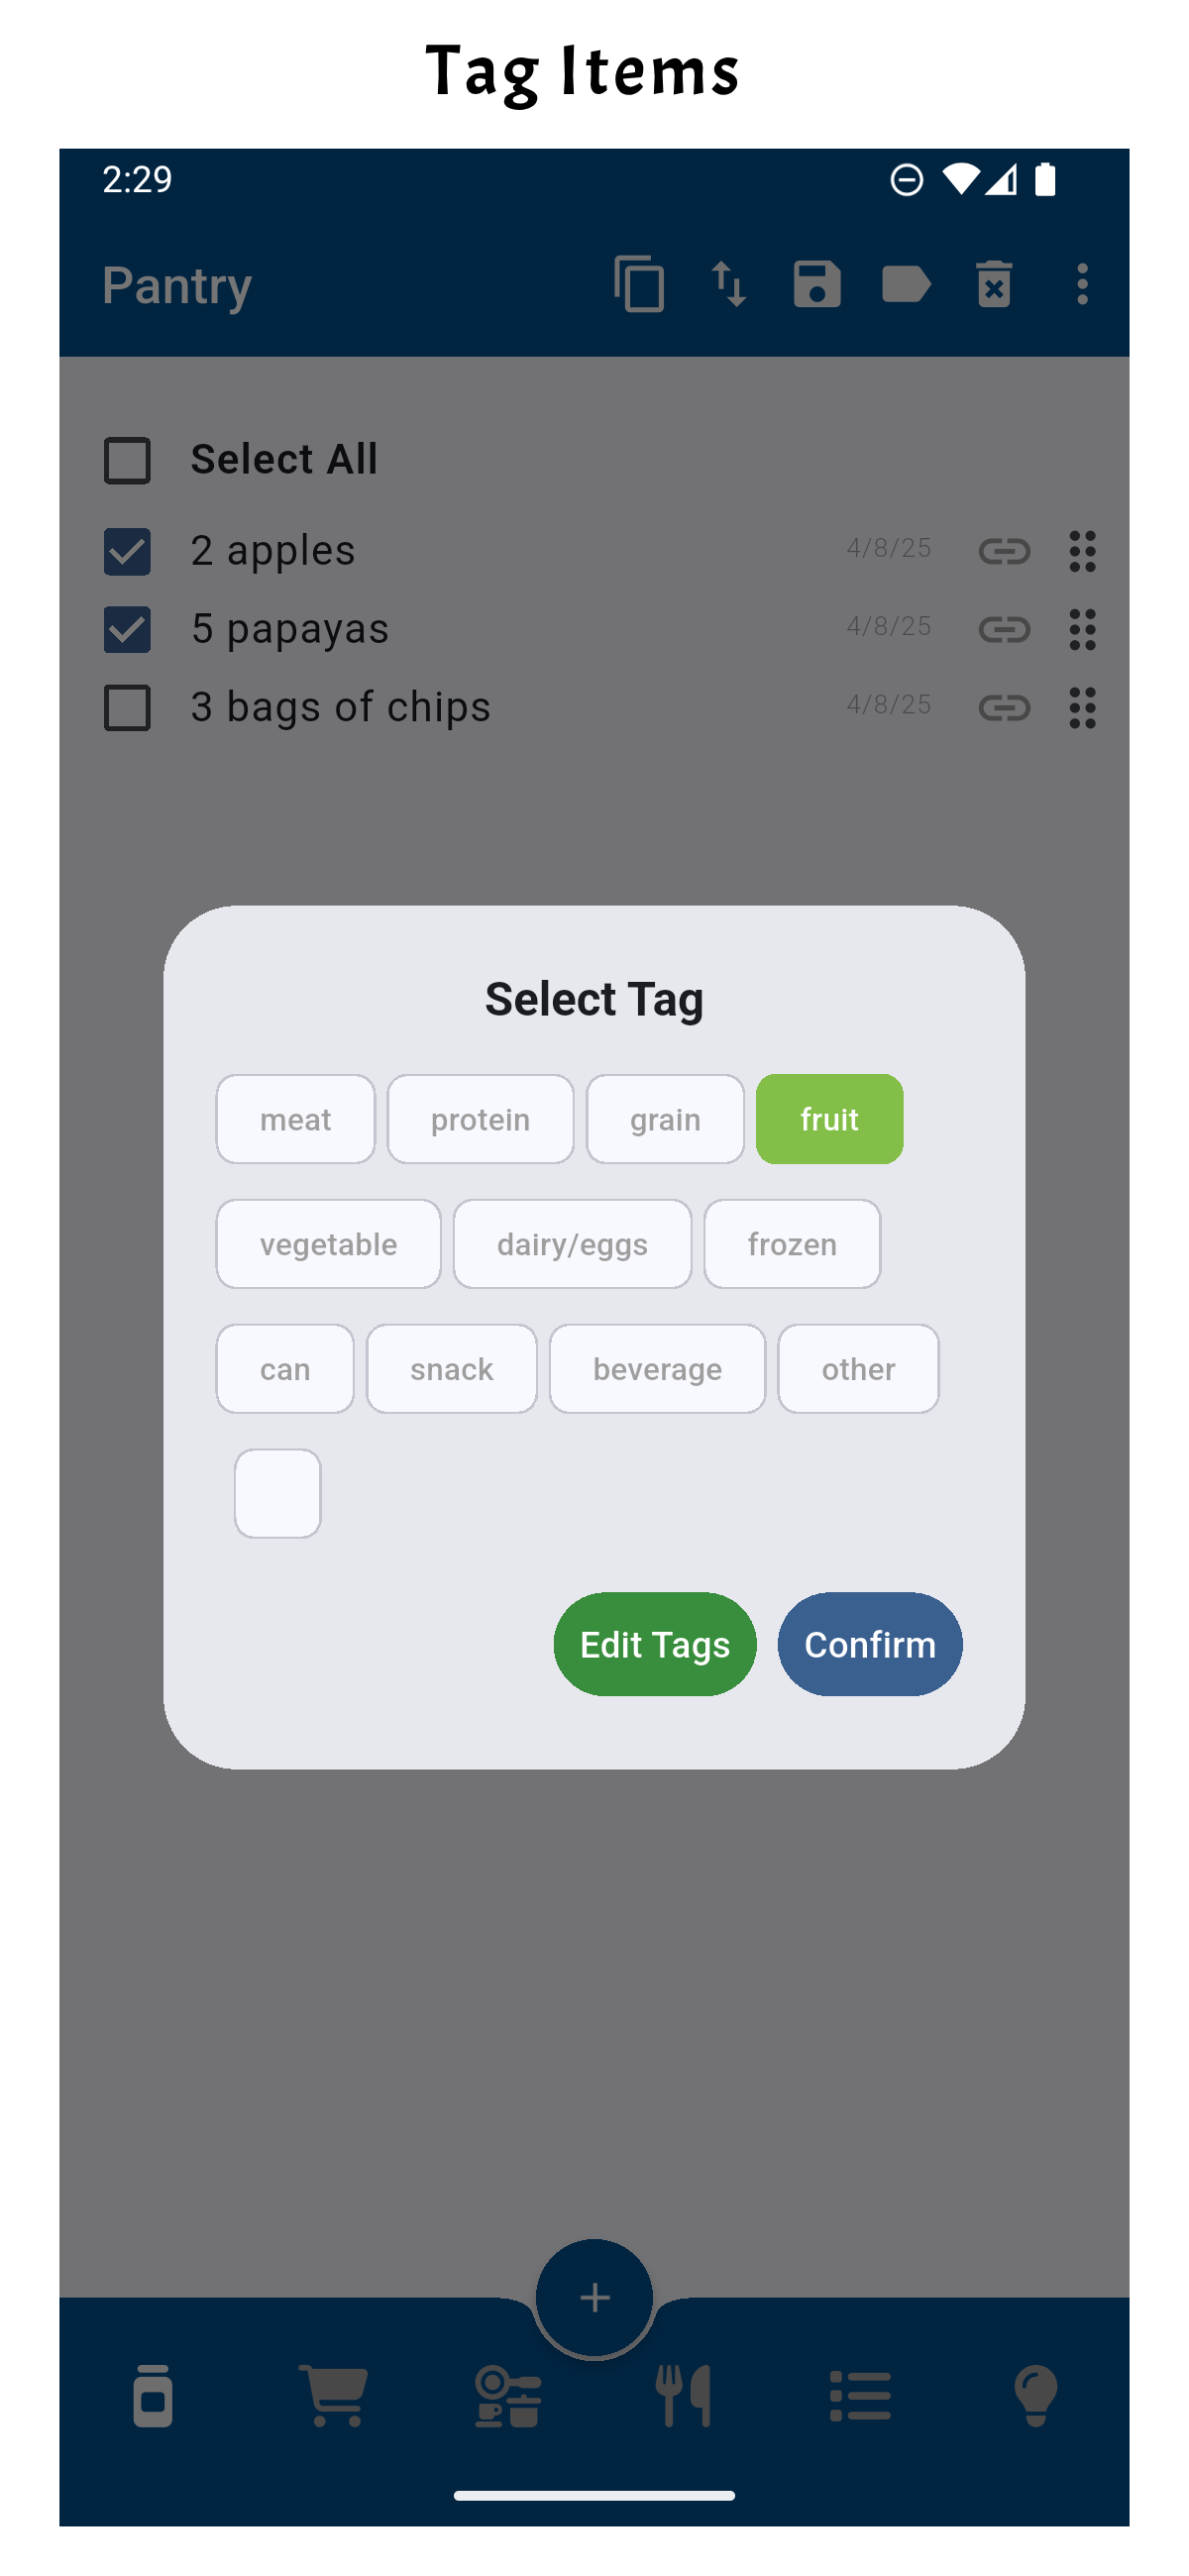 Tag Items
2:29
Pantry
Select All
2 apples 4/8/25
5 papayas 4/8/25
3 bags of chips 4/8/25
Select Tag
meat protein grain fruit
vegetable dairy/eggs frozen
can snack beverage other
Edit Tags Confirm